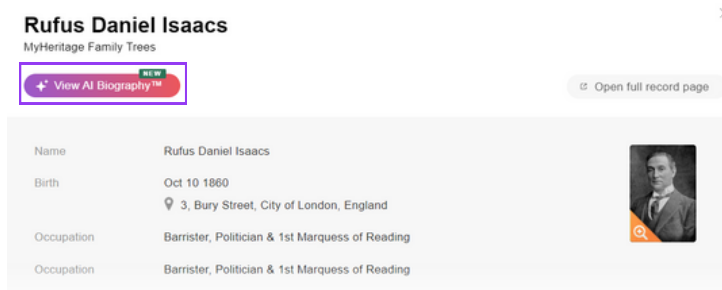 Rufus Daniel Isaacs
MyHeritage Family Trees
NEW
View AI Biography™
Open full record page
Name Rufus Daniel Isaacs
Birth Oct 10 1860
3, Bury Street, City of London, England
Occupation Barrister, Politician & 1st Marquess of Reading
Occupation Barrister, Politician & 1st Marquess of Reading